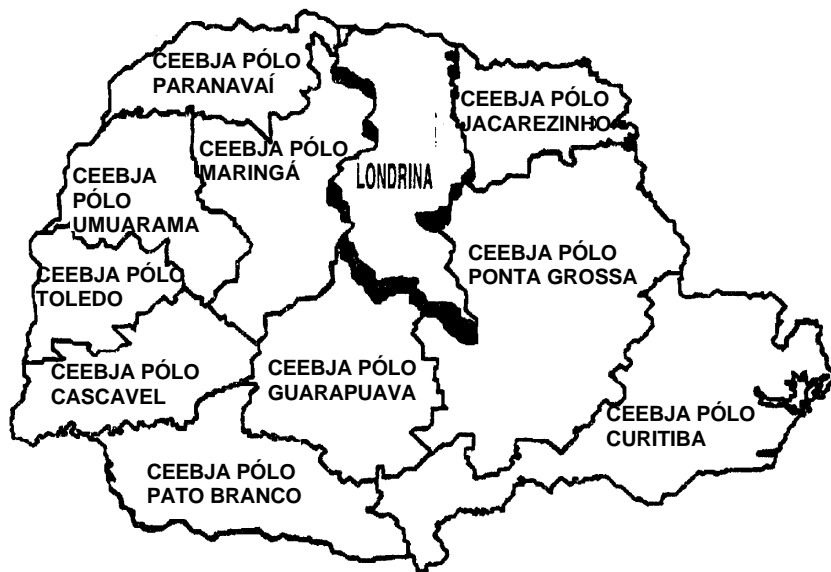 CEEBJA PÓLO
PARANAVAÍ
CEEBJA PÓLO
JACAREZINHO
CEEBJA PÓLO
MARINGÁ
LONDRINA
CEEBJA
PÓLO
UMUARAMA
CEEBJA PÓLO
PONTA GROSSA
CEEBJA PÓLO
TOLEDO
CEEBJA PÓLO
CASCAVEL
CEEBJA PÓLO
GUARAPUAVA
CEEBJA PÓLO
CURITIBA
CEEBJA PÓLO
PATO BRANCO